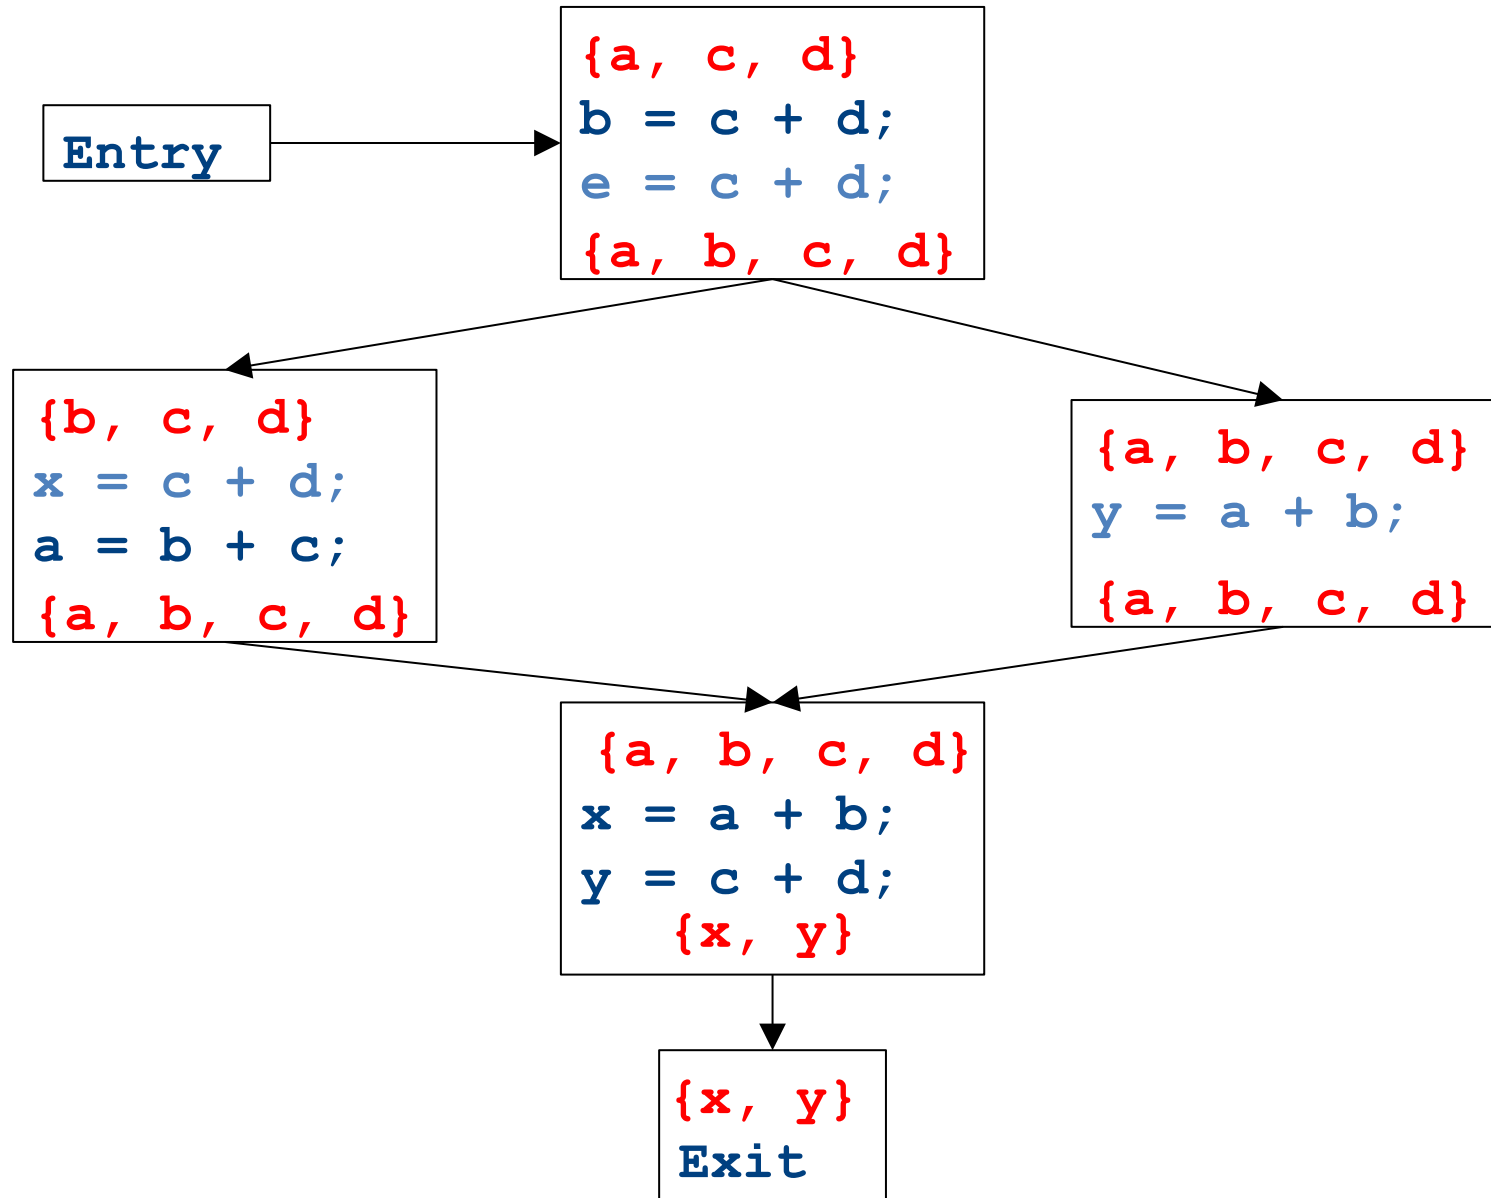 {a, c, d}
Entry
b = c + d;
e = c + d;
{a, b, c, d}
{b, c, d}
x = c + d;
a = b + c;
{a, b, c, d}
{a, b, c, d}
y = a + b;
{a, b, c, d}
{a, b, c, d}
x = a + b;
y = c + d;
{x, y}
{x, y}
Exit